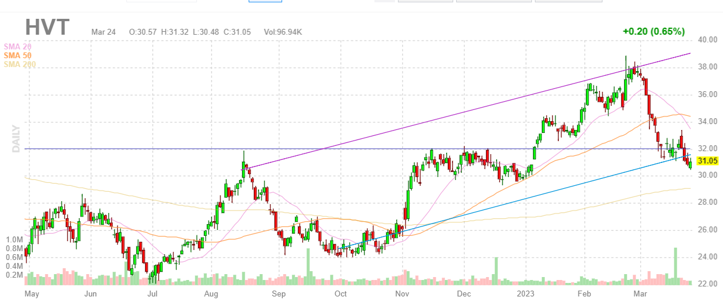 HVT
Mar 24 O:30.57 H:31.32 L:30.48 C:31.05 Vol:96.94K
+0.20 (0.65%)
SMA 20
SMA 50
SMA 200
DAILY
40.00
38.00
36.00
34.00
32.00
31.05
30.00
28.00
26.00
24.00
22.00
1.0M
0.8M
0.6M
0.4M
0.2M
May Jun Jul Aug Sep Oct Nov Dec 2023 Feb Mar